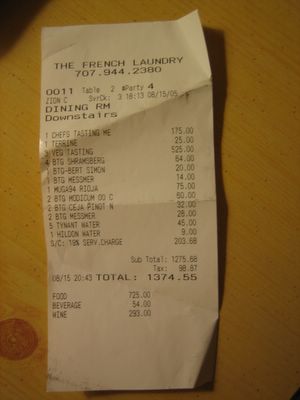 THE FRENCH LAUNDRY
707.944.2380
0011 Table 2 #Party 4
ZION C SvrCk: 3 18:13 08/15/05
DINING RM
Downstairs
1 CHEFS TASTING ME 175.00
1 TERRINE 25.00
3 VEG TASTING 525.00
4 BTG SHRAMSBERG 64.00
1 BTG-BERT SIMON 20.00
1 BTG MESSMER 14.00
1 MUGA94 RIOJA 75.00
2 BTG MODICUM OO C 60.00
2 BTG CEJA PINOT N 32.00
2 BTG MESSMER 28.00
5 TYNANT WATER 45.00
1 HILDON WATER 9.00
S/C: 19% SERV.CHARGE 203.68
Sub Total: 1275.68
Tax: 98.87
08/15 20:43 TOTAL: 1374.55
FOOD 725.00
BEVERAGE 54.00
WINE 293.00